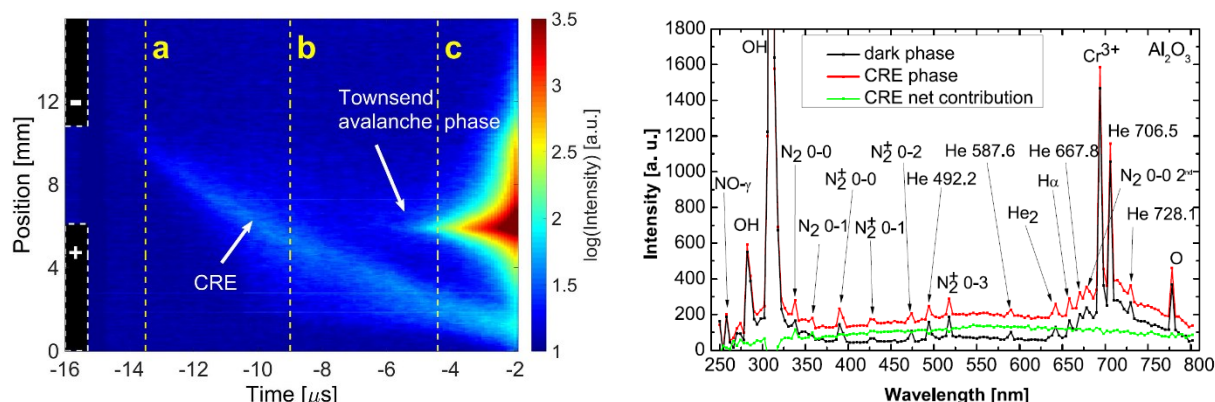 a
b
c
Townsend
avalanche phase
CRE
-
+
Position [mm]
12
8
4
0
-16
-14
-12
-10
-8
-6
-4
-2
Time [μs]
3.5
3
2.5
2
1.5
1
log(Intensity) [a.u.]
1800
1600
1400
1200
1000
800
600
400
200
0
Intensity [a. u.]
OH
dark phase
CRE phase
CRE net contribution
Cr³⁺
Al₂O₃
NO-γ
OH
N₂ 0-0
N₂ 0-1
N₂⁺ 0-0
N₂⁺ 0-1
N₂⁺ 0-2
He 492.2
N₂⁺ 0-3
He 587.6
He₂
Hα
He 667.8
He 706.5
N₂ 0-0 2ⁿᵈ
He 728.1
O
250 300 350 400 450 500 550 600 650 700 750 800
Wavelength [nm]